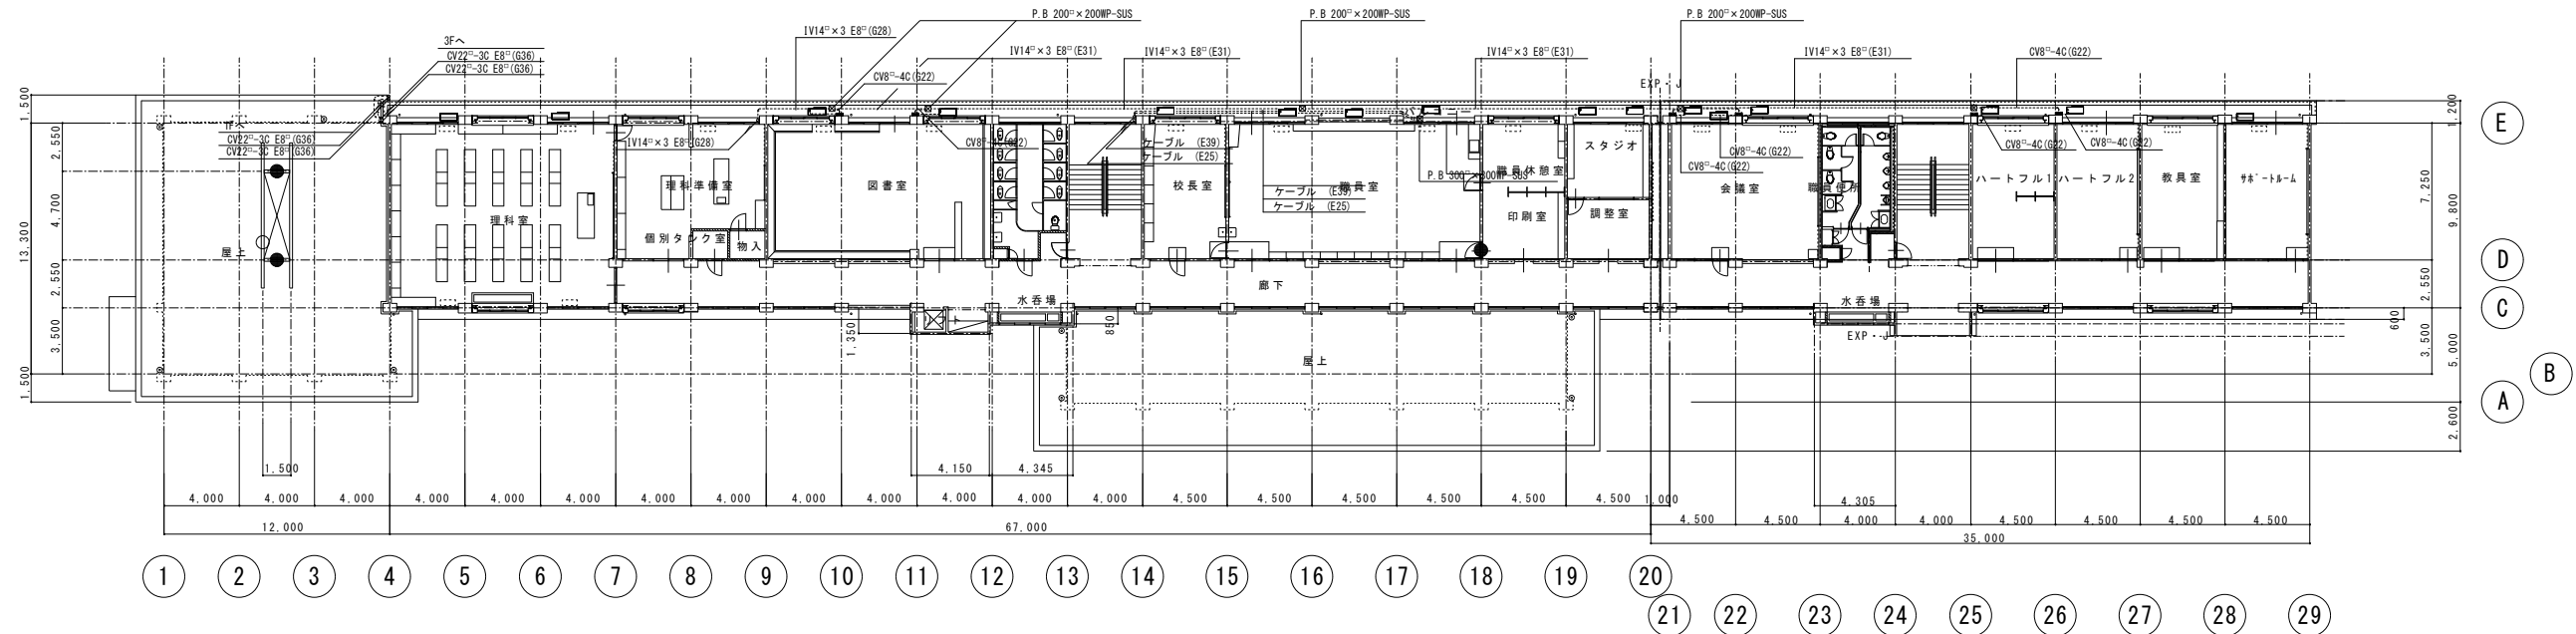 P.B 200□×200WP-SUS
P.B 200□×200WP-SUS
P.B 200□×200WP-SUS
IV14□×3 E8□(G28)
3Fへ
CV22□-3C E8□(G36)
CV22□-3C E8□(G36)
IV14□×3 E8□(E31)
IV14□×3 E8□(E31)
IV14□×3 E8□(E31)
IV14□×3 E8□(E31)
CV8□-4C(G22)
CV8□-4C(G22)
EXP・J
1,500
2,550
4,700
13,300
2,550
3,500
1,500
1Fへ
CV22□-3C E8□(G36)
CV22□-3C E8□(G36)
IV14□×3 E8□(G28)
CV8□-4C(G22)
ケーブル (E39)
ケーブル (E25)
ケーブル (E39)
ケーブル (E25)
P.B 300□×300WP-SUS
CV8□-4C(G22)
CV8□-4C(G22)
CV8□-4C(G22)
CV8□-4C(G22)
屋上
理科室
理科準備室
個別タンク室
物入
図書室
校長室
職員室
職員休憩室
印刷室
スタジオ
調整室
会議室
職員便所
ハートフル1
ハートフル2
教具室
サポートルーム
廊下
水呑場
水呑場
EXP・J
屋上
1,350
850
1,200
7,250
9,800
2,550
600
3,500
5,000
2,600
E
D
C
B
A
1,500
4,150
4,345
4,305
4,000
4,000
4,000
4,000
4,000
4,000
4,000
4,000
4,000
4,000
4,000
4,000
4,000
4,500
4,500
4,500
4,500
4,500
4,500
1,000
4,500
4,500
4,000
4,000
4,500
4,500
4,500
4,500
12,000
67,000
35,000
1
2
3
4
5
6
7
8
9
10
11
12
13
14
15
16
17
18
19
20
21
22
23
24
25
26
27
28
29